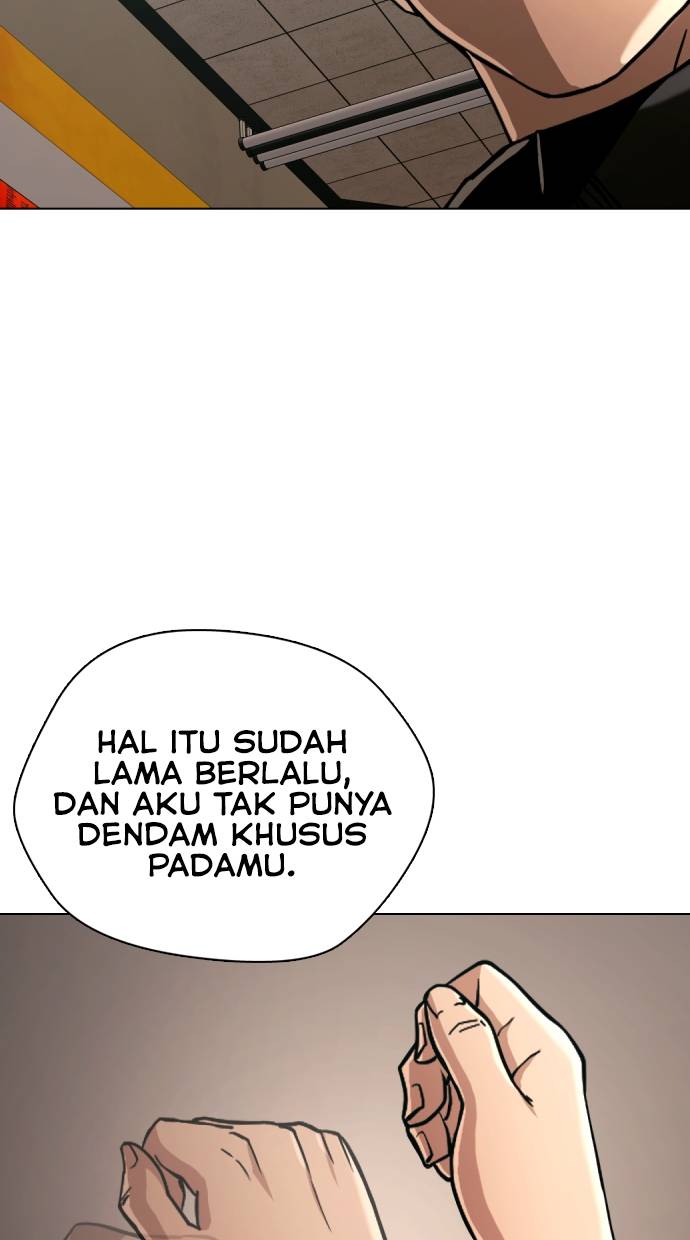 HAL ITU SUDAH
LAMA BERLALU,
DAN AKU TAK PUNYA
DENDAM KHUSUS
PADAMU.